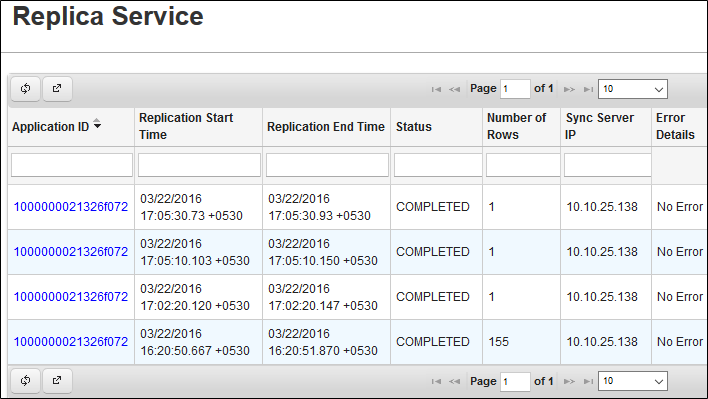 Replica Service
Page 1 of 1 10
Application ID Replication Start Time Replication End Time Status Number of Rows Sync Server IP Error Details
1000000021326f072 03/22/2016 17:05:30.73 +0530 03/22/2016 17:05:30.93 +0530 COMPLETED 1 10.10.25.138 No Error
1000000021326f072 03/22/2016 17:05:10.103 +0530 03/22/2016 17:05:10.150 +0530 COMPLETED 1 10.10.25.138 No Error
1000000021326f072 03/22/2016 17:02:20.120 +0530 03/22/2016 17:02:20.147 +0530 COMPLETED 1 10.10.25.138 No Error
1000000021326f072 03/22/2016 16:20:50.667 +0530 03/22/2016 16:20:51.870 +0530 COMPLETED 155 10.10.25.138 No Error
Page 1 of 1 10